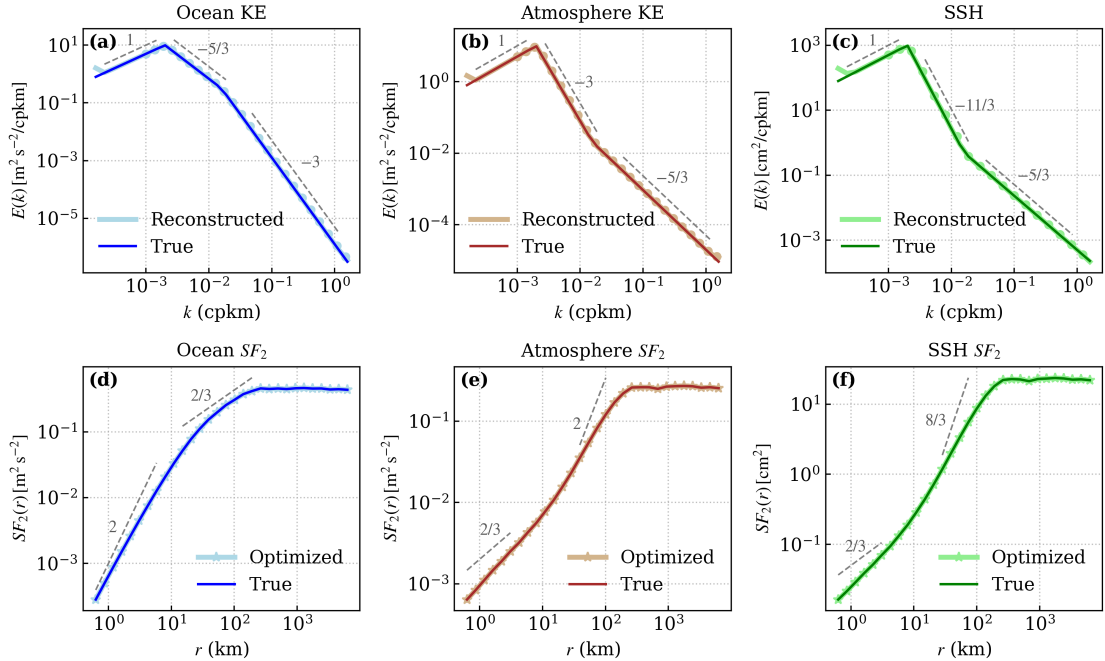 Ocean KE
(a)
1
−5/3
−3
10¹
10⁻¹
10⁻³
10⁻⁵
E(k) [m² s⁻²/cpkm]
Reconstructed
True
10⁻³ 10⁻² 10⁻¹ 10⁰
k (cpkm)
Atmosphere KE
(b)
1
−3
−5/3
10⁰
10⁻²
10⁻⁴
E(k) [m² s⁻²/cpkm]
Reconstructed
True
10⁻³ 10⁻² 10⁻¹ 10⁰
k (cpkm)
SSH
(c)
1
−11/3
−5/3
10³
10¹
10⁻¹
10⁻³
E(k) [cm²/cpkm]
Reconstructed
True
10⁻³ 10⁻² 10⁻¹ 10⁰
k (cpkm)
Ocean SF₂
(d)
2/3
2
10⁻¹
10⁻²
10⁻³
SF₂(r) [m² s⁻²]
Optimized
True
10⁰ 10¹ 10² 10³
r (km)
Atmosphere SF₂
(e)
2
2/3
10⁻¹
10⁻²
10⁻³
SF₂(r) [m² s⁻²]
Optimized
True
10⁰ 10¹ 10² 10³
r (km)
SSH SF₂
(f)
8/3
2/3
10¹
10⁰
10⁻¹
SF₂(r) [cm²]
Optimized
True
10⁰ 10¹ 10² 10³
r (km)